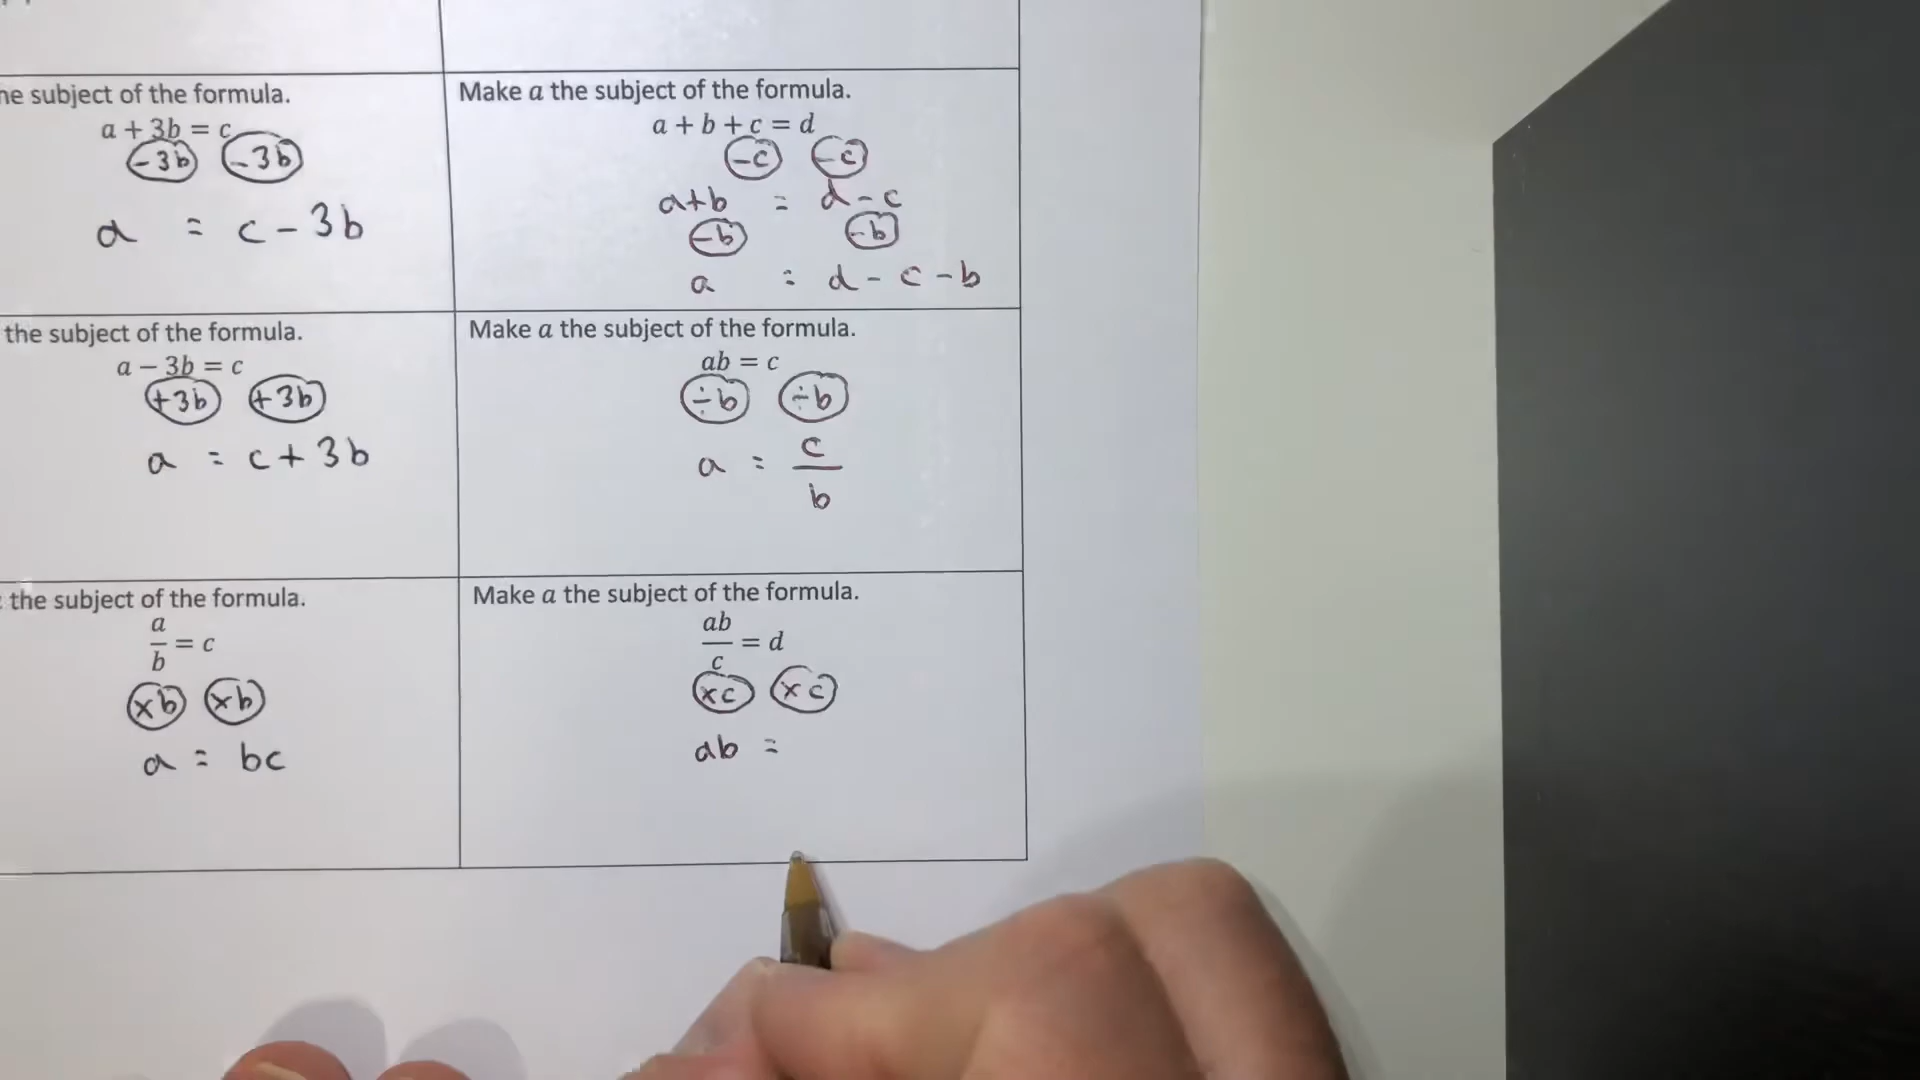 he subject of the formula.
a + 3b = c
-3b -3b
a = c - 3b
Make a the subject of the formula.
a + b + c = d
-c -c
a+b = d - c
-b -b
a = d - c - b
the subject of the formula.
a − 3b = c
+3b +3b
a = c + 3b
Make a the subject of the formula.
ab = c
÷b ÷b
a = c/b
the subject of the formula.
a/b = c
×b ×b
a = bc
Make a the subject of the formula.
ab/c = d
×c ×c
ab =